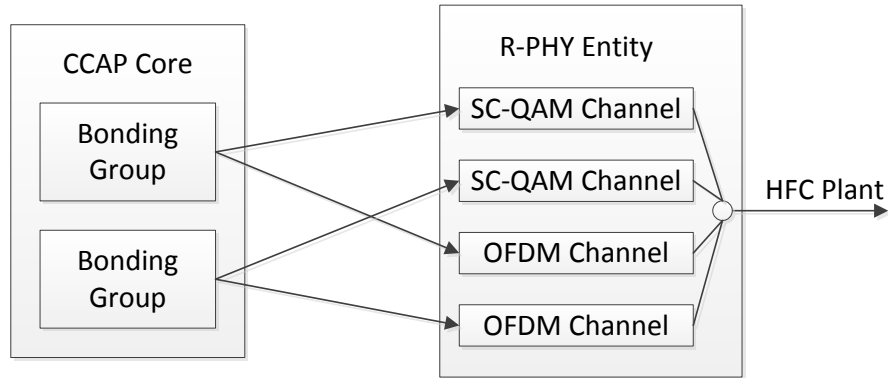 CCAP Core
Bonding
Group
Bonding
Group
R-PHY Entity
SC-QAM Channel
SC-QAM Channel
OFDM Channel
OFDM Channel
HFC Plant